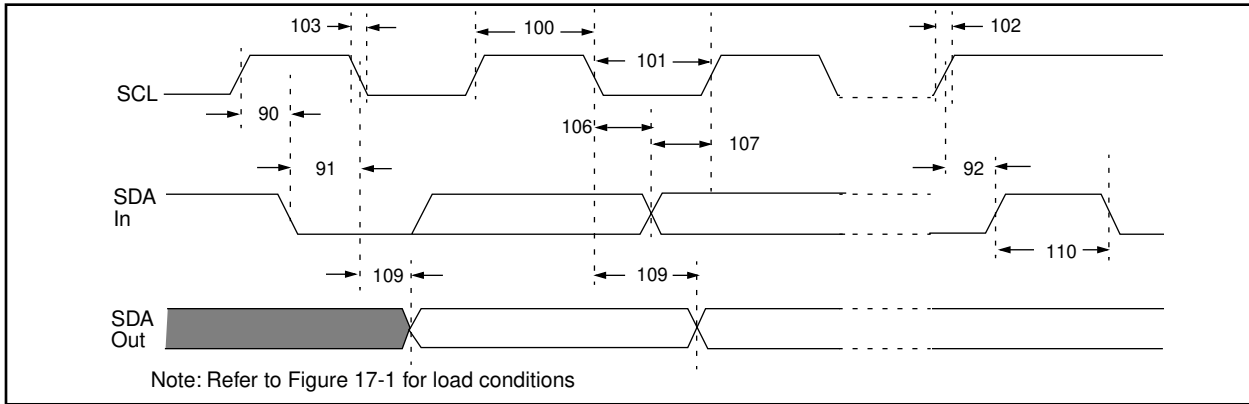 103
100
102
101
SCL
90
106
107
91
92
SDA
In
109
109
110
SDA
Out
Note: Refer to Figure 17-1 for load conditions